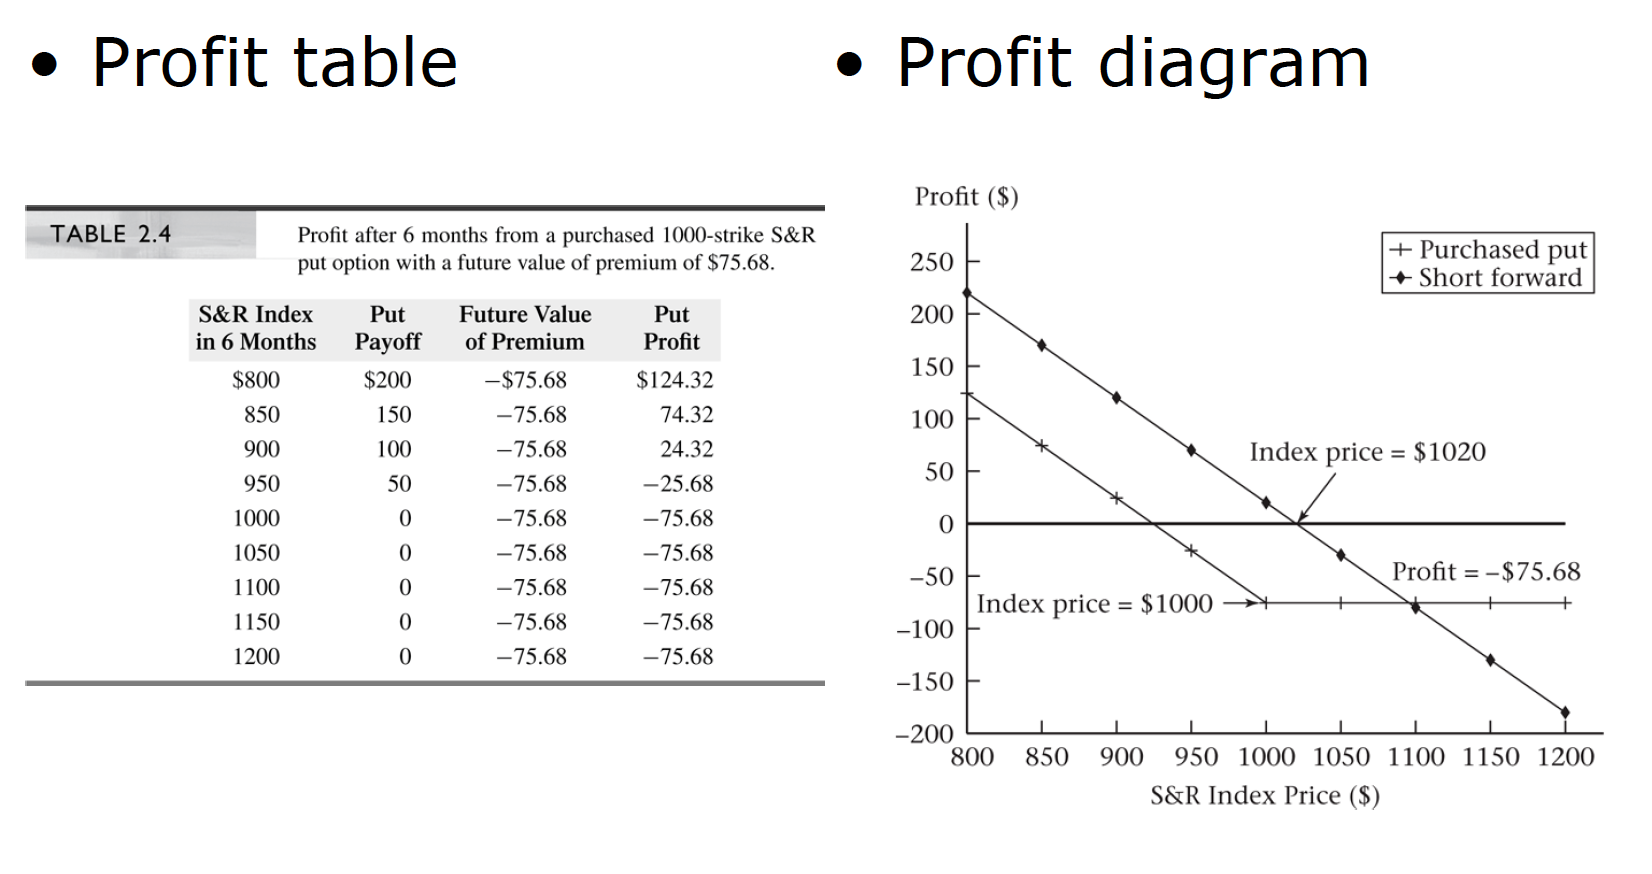 • Profit table
TABLE 2.4
Profit after 6 months from a purchased 1000-strike S&R
put option with a future value of premium of $75.68.
S&R Index Put Future Value Put
in 6 Months Payoff of Premium Profit
$800 $200 −$75.68 $124.32
850 150 −75.68 74.32
900 100 −75.68 24.32
950 50 −75.68 −25.68
1000 0 −75.68 −75.68
1050 0 −75.68 −75.68
1100 0 −75.68 −75.68
1150 0 −75.68 −75.68
1200 0 −75.68 −75.68
• Profit diagram
Profit ($)
Purchased put
Short forward
250
200
150
100
50
0
−50
−100
−150
−200
Index price = $1020
Profit = −$75.68
Index price = $1000
800 850 900 950 1000 1050 1100 1150 1200
S&R Index Price ($)